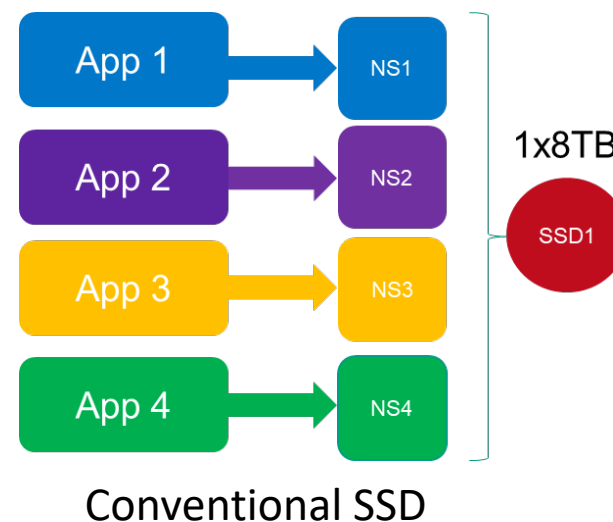 App 1
NS1
App 2
NS2
1x8TB
SSD1
App 3
NS3
App 4
NS4
Conventional SSD